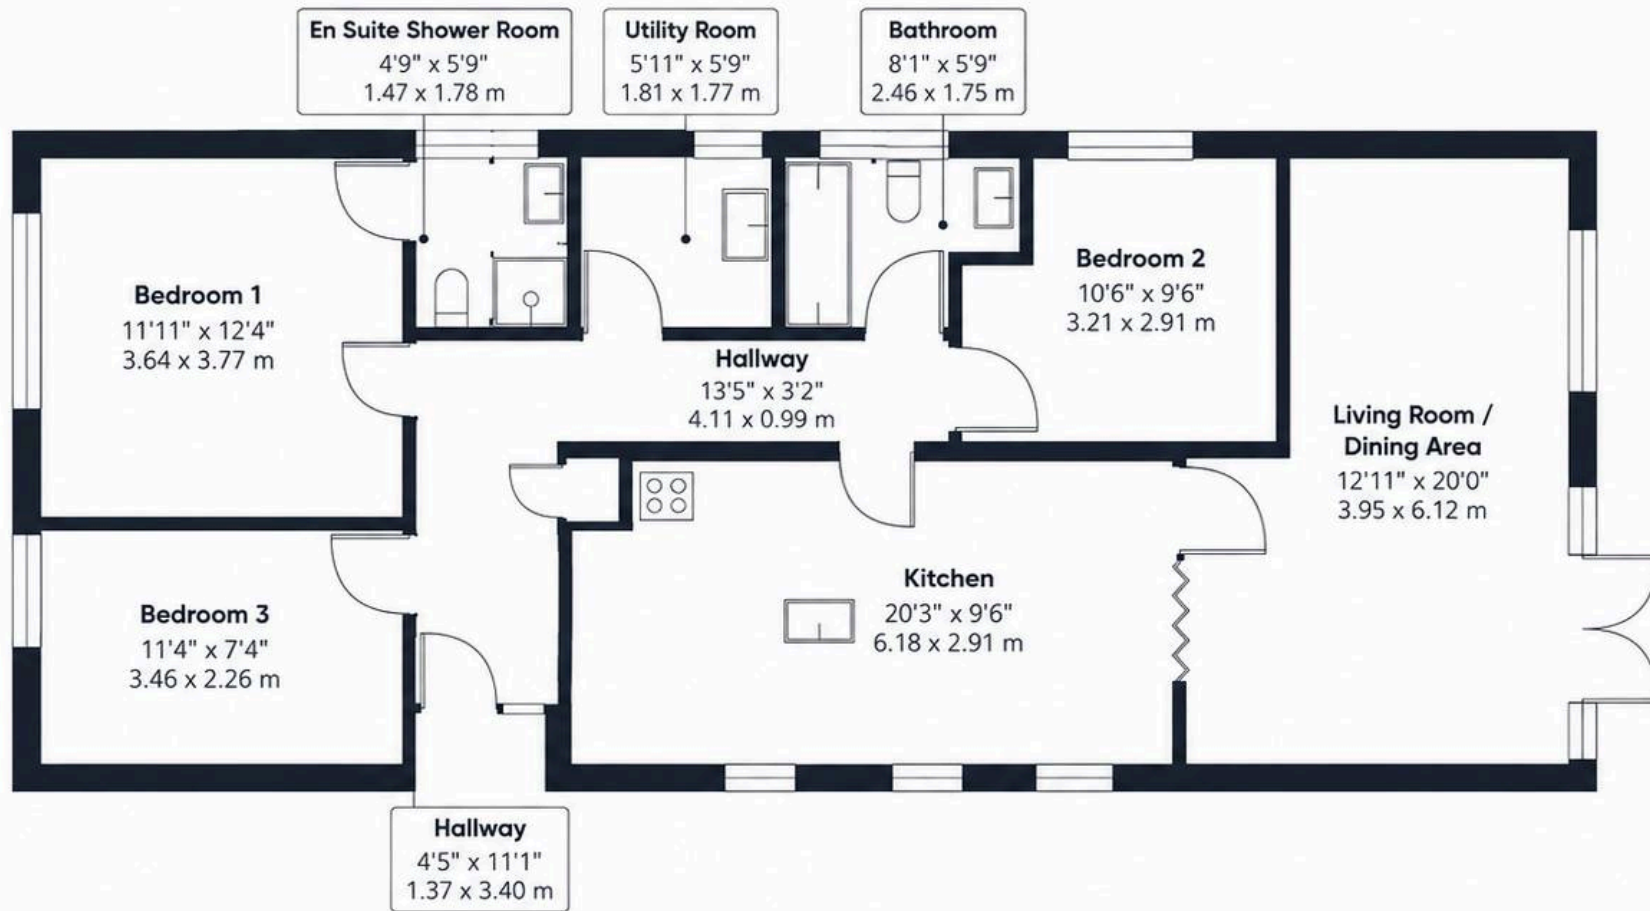 En Suite Shower Room
4'9" x 5'9"
1.47 x 1.78 m
Utility Room
5'11" x 5'9"
1.81 x 1.77 m
Bathroom
8'1" x 5'9"
2.46 x 1.75 m
Bedroom 1
11'11" x 12'4"
3.64 x 3.77 m
Bedroom 2
10'6" x 9'6"
3.21 x 2.91 m
Hallway
13'5" x 3'2"
4.11 x 0.99 m
Living Room /
Dining Area
12'11" x 20'0"
3.95 x 6.12 m
Kitchen
20'3" x 9'6"
6.18 x 2.91 m
Bedroom 3
11'4" x 7'4"
3.46 x 2.26 m
Hallway
4'5" x 11'1"
1.37 x 3.40 m